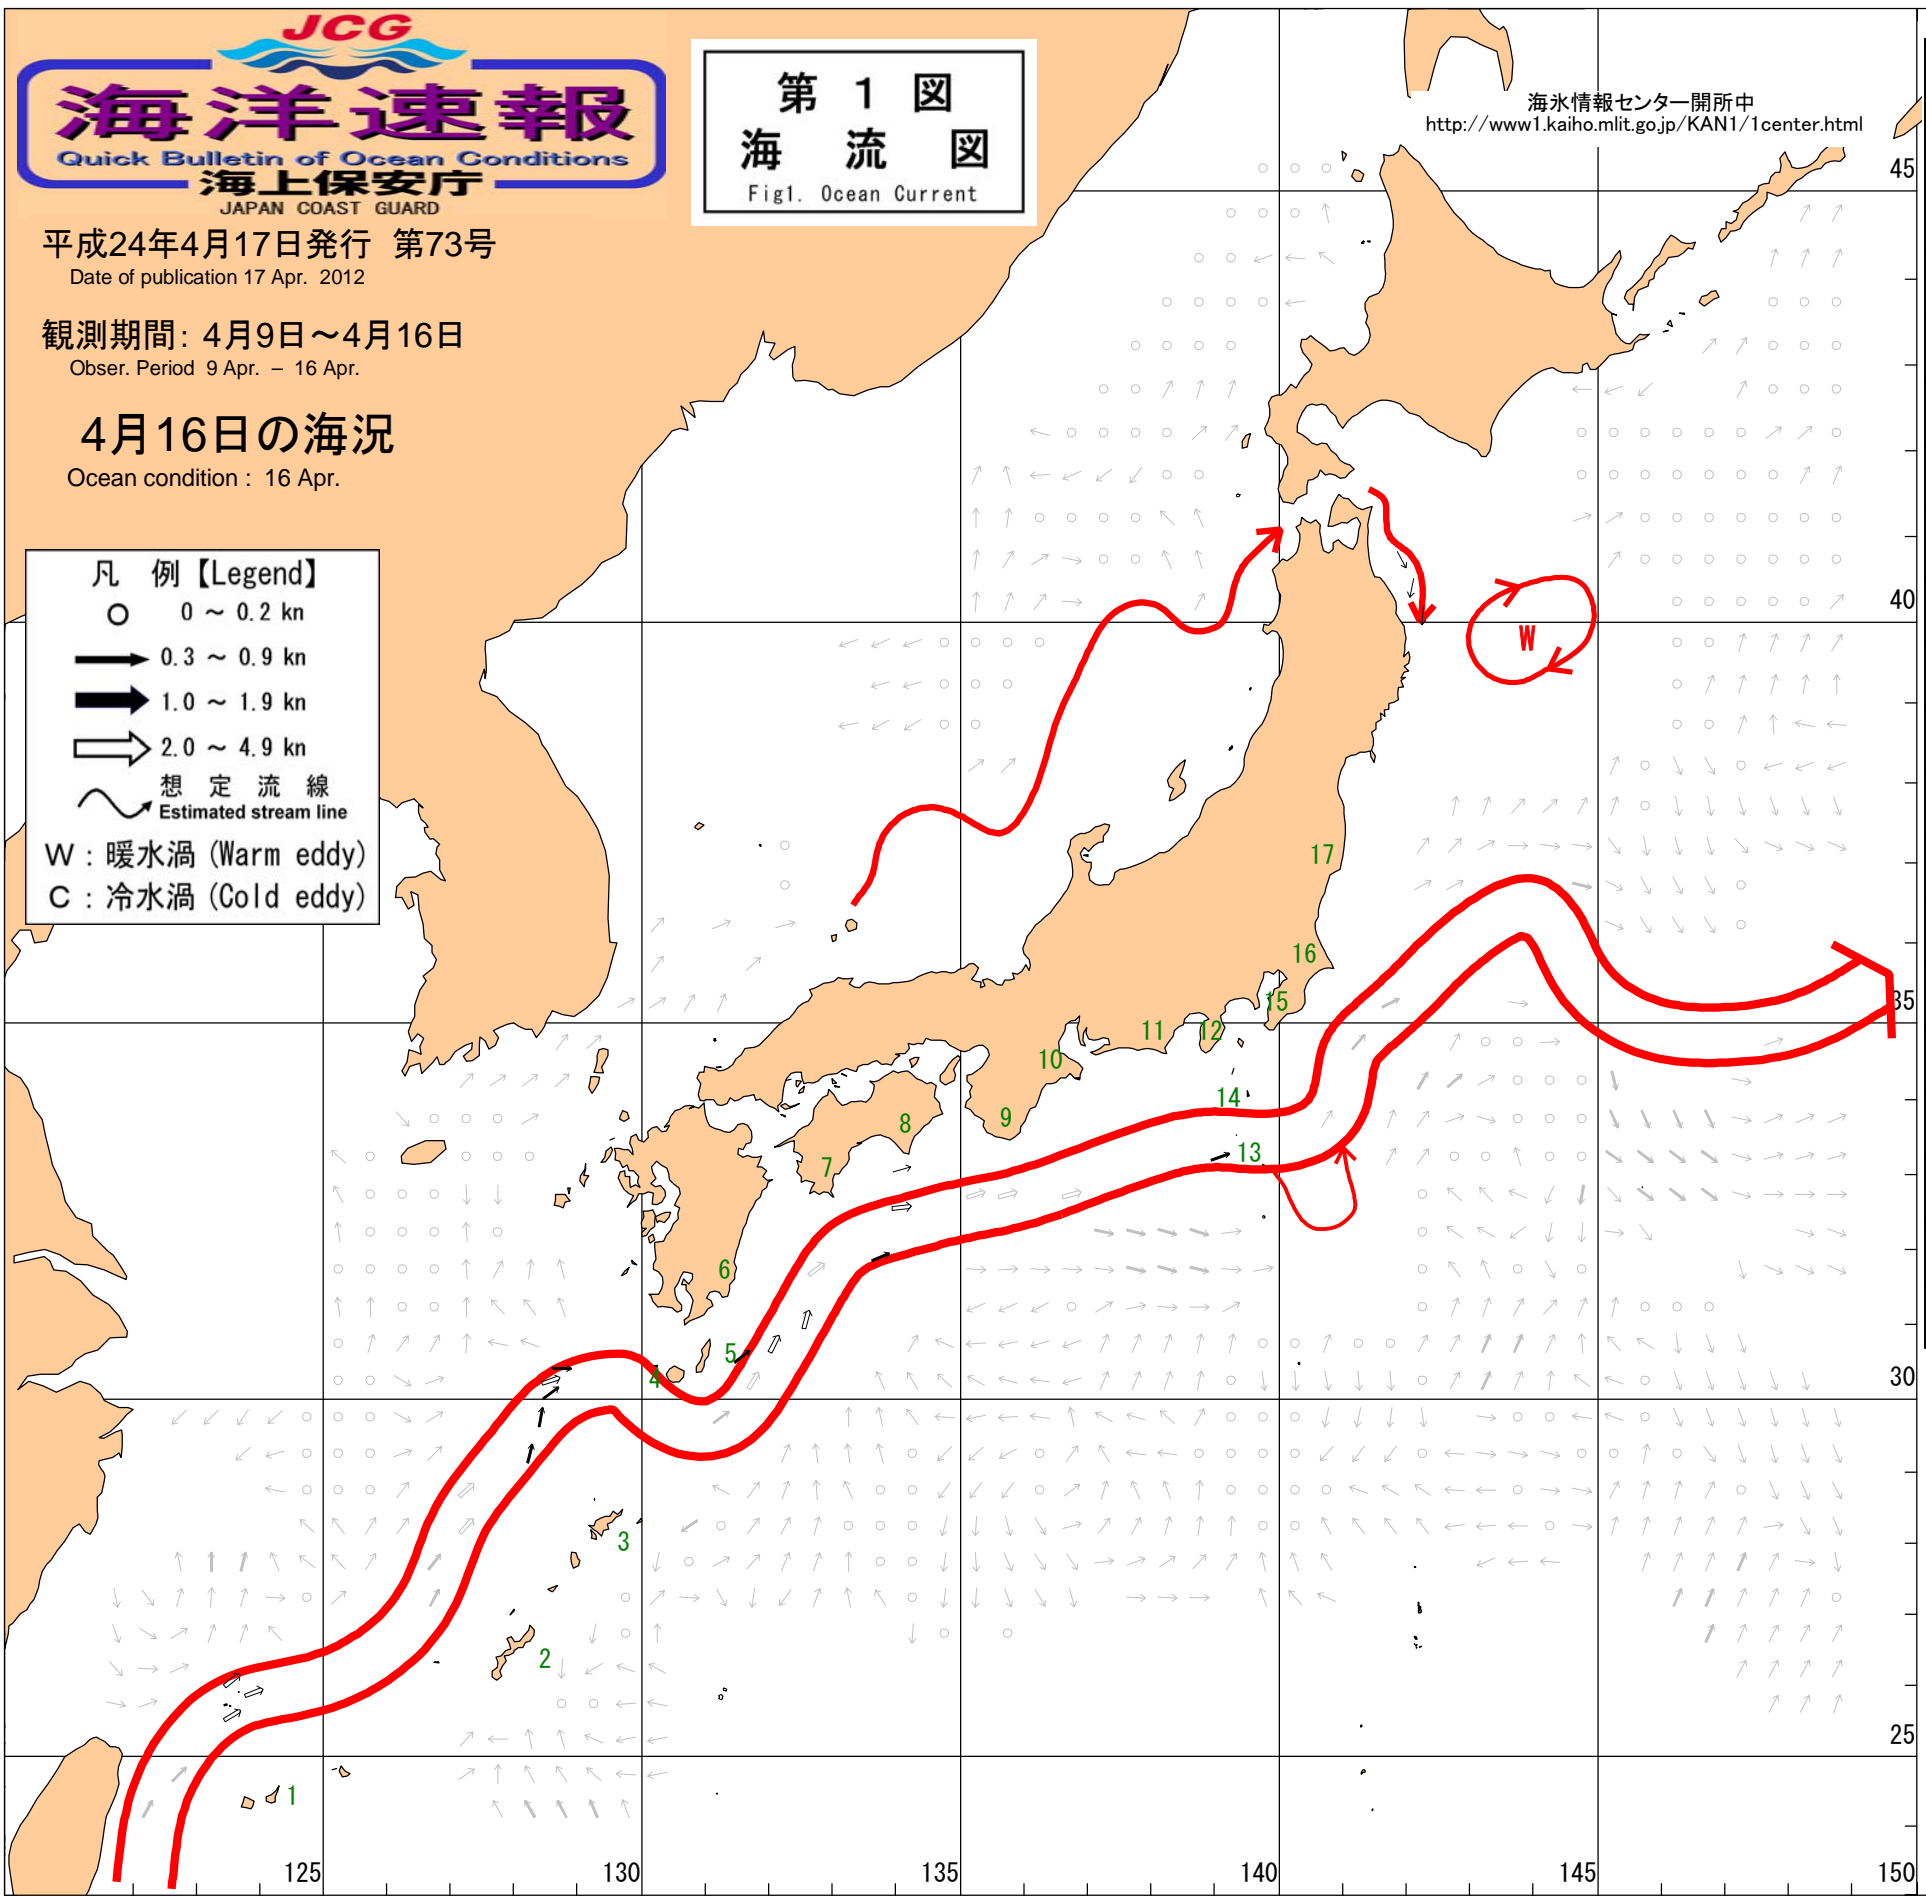 JCG
海洋速報
Quick Bulletin of Ocean Conditions
海上保安庁
JAPAN COAST GUARD
平成24年4月17日発行 第73号
Date of publication 17 Apr. 2012
観測期間: 4月9日～4月16日
Obser. Period 9 Apr. – 16 Apr.
4月16日の海況
Ocean condition : 16 Apr.
第 1 図
海 流 図
Fig1. Ocean Current
海氷情報センター開所中
http://www1.kaiho.mlit.go.jp/KAN1/1center.html
凡 例【Legend】
0 ～ 0.2 kn
0.3 ～ 0.9 kn
1.0 ～ 1.9 kn
2.0 ～ 4.9 kn
想 定 流 線
Estimated stream line
W : 暖水渦 (Warm eddy)
C : 冷水渦 (Cold eddy)
45
40
W
17
16
35
15
12
11
10
14
9
8
13
7
6
5
4
30
3
2
25
1
125
130
135
140
145
150